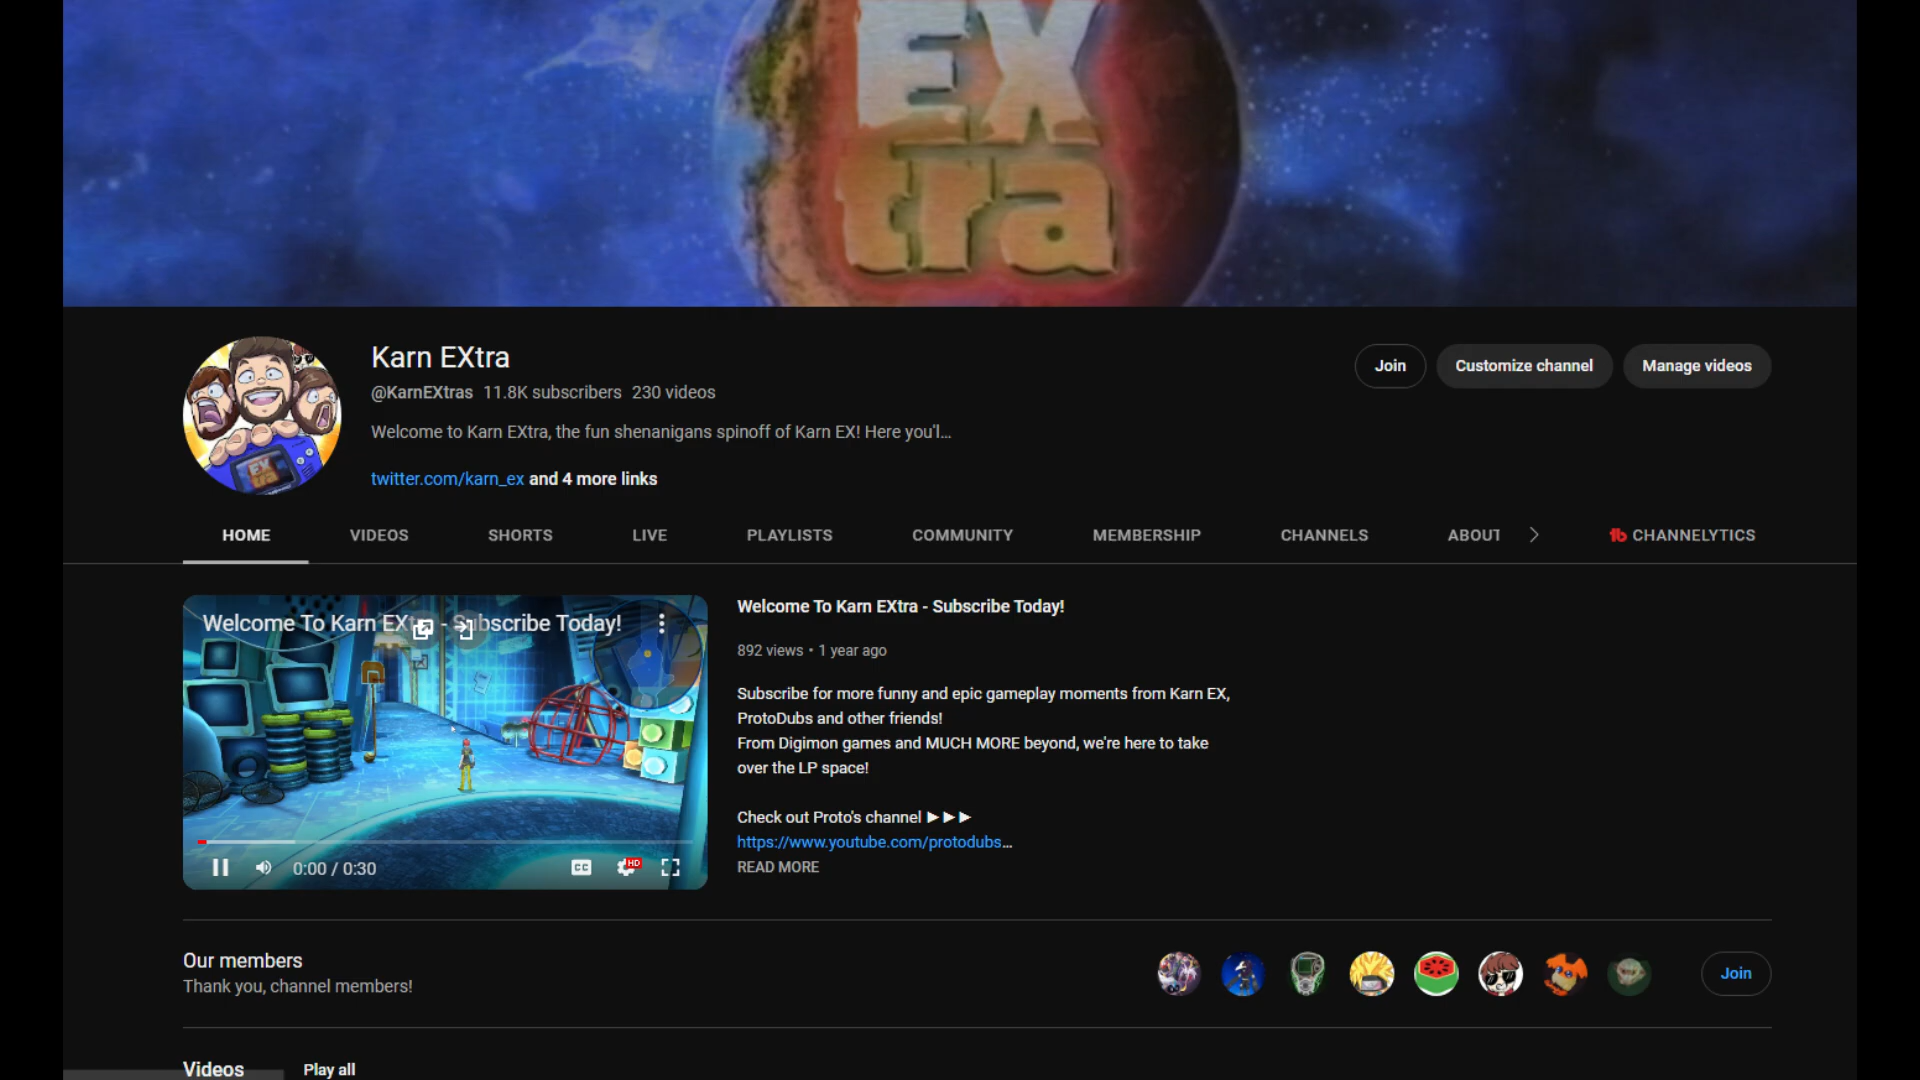 EX
tra
Karn EXtra
@KarnEXtras 11.8K subscribers 230 videos
Welcome to Karn EXtra, the fun shenanigans spinoff of Karn EX! Here you'l...
twitter.com/karn_ex and 4 more links
Join
Customize channel
Manage videos
EX
tra
HOME
VIDEOS
SHORTS
LIVE
PLAYLISTS
COMMUNITY
MEMBERSHIP
CHANNELS
ABOUT
CHANNELYTICS
Welcome To Karn EXtra - Subscribe Today!
0:00 / 0:30
CC
HD
Welcome To Karn EXtra - Subscribe Today!
892 views • 1 year ago
Subscribe for more funny and epic gameplay moments from Karn EX,
ProtoDubs and other friends!
From Digimon games and MUCH MORE beyond, we're here to take
over the LP space!
Check out Proto's channel ►►►
https://www.youtube.com/protodubs...
READ MORE
Our members
Thank you, channel members!
Join
Videos
Play all